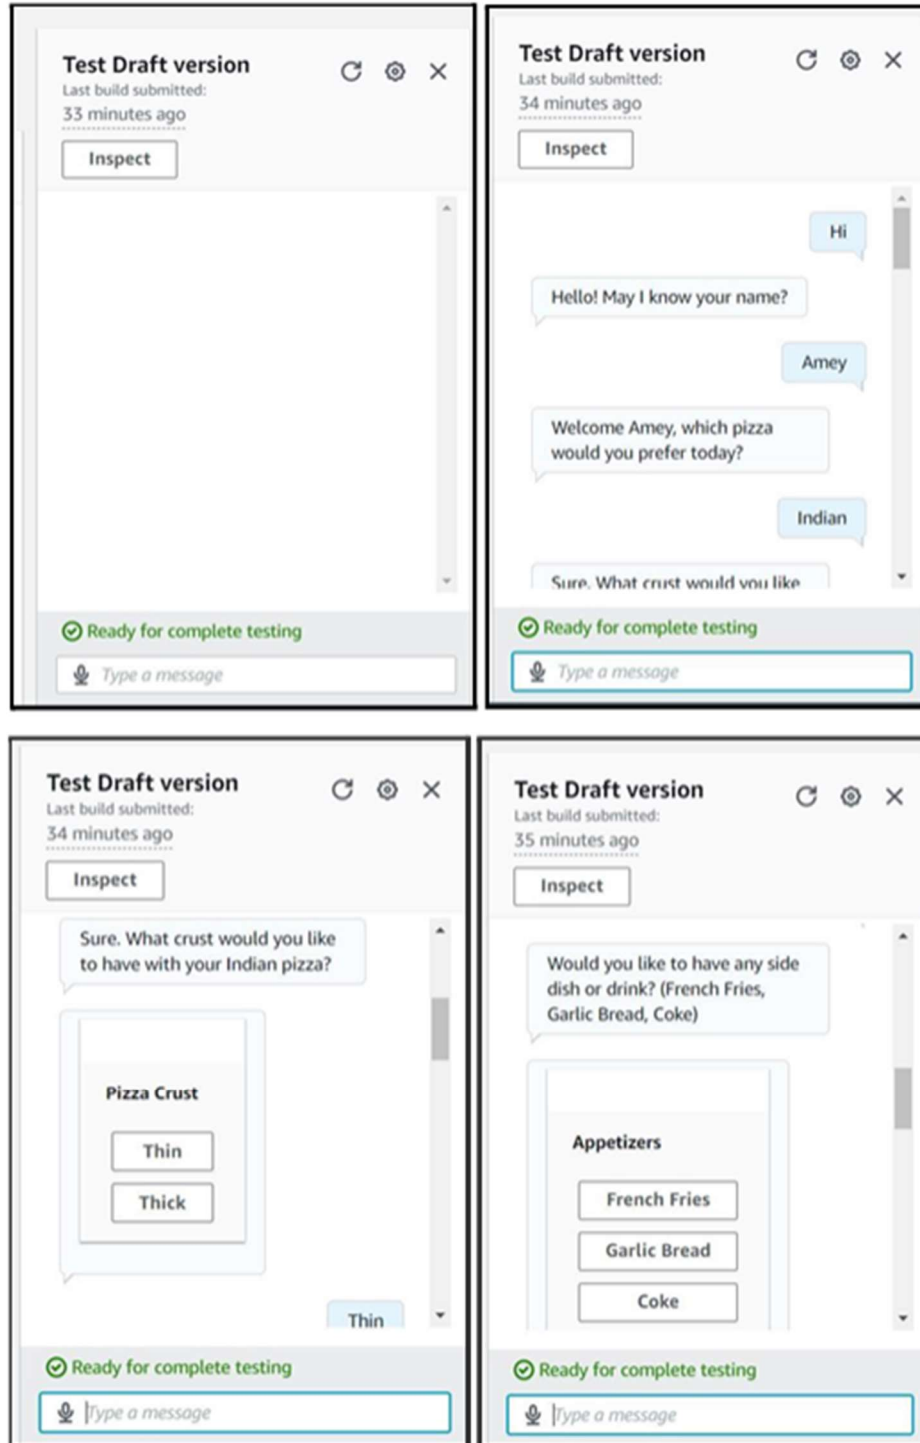 Test Draft version
Last build submitted:
33 minutes ago
Inspect
Ready for complete testing
Type a message
Test Draft version
Last build submitted:
34 minutes ago
Inspect
Hi
Hello! May I know your name?
Amey
Welcome Amey, which pizza
would you prefer today?
Indian
Sure. What crust would you like
Ready for complete testing
Type a message
Test Draft version
Last build submitted:
34 minutes ago
Inspect
Sure. What crust would you like
to have with your Indian pizza?
Pizza Crust
Thin
Thick
Thin
Ready for complete testing
Type a message
Test Draft version
Last build submitted:
35 minutes ago
Inspect
Would you like to have any side
dish or drink? (French Fries,
Garlic Bread, Coke)
Appetizers
French Fries
Garlic Bread
Coke
Ready for complete testing
Type a message